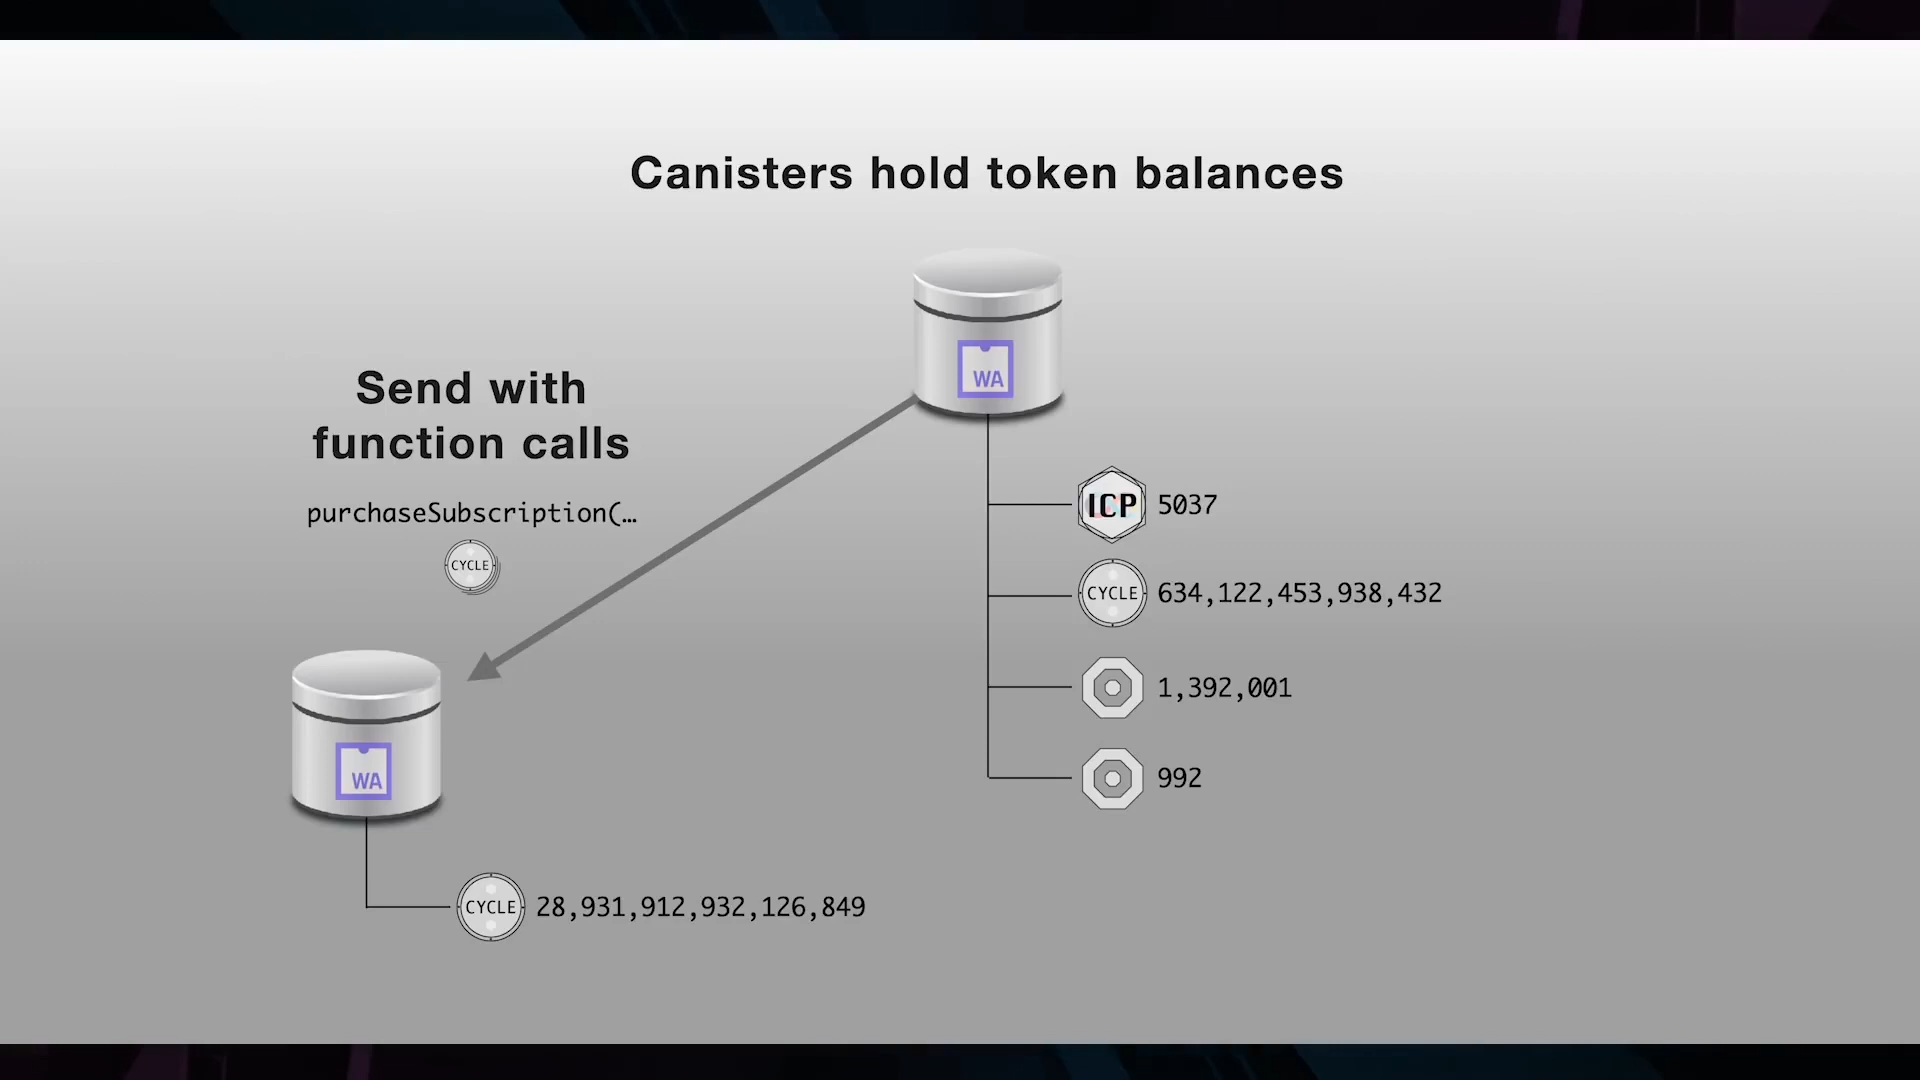 Canisters hold token balances
WA
Send with
function calls
purchaseSubscription(…
CYCLE
ICP 5037
CYCLE 634,122,453,938,432
1,392,001
992
WA
CYCLE 28,931,912,932,126,849